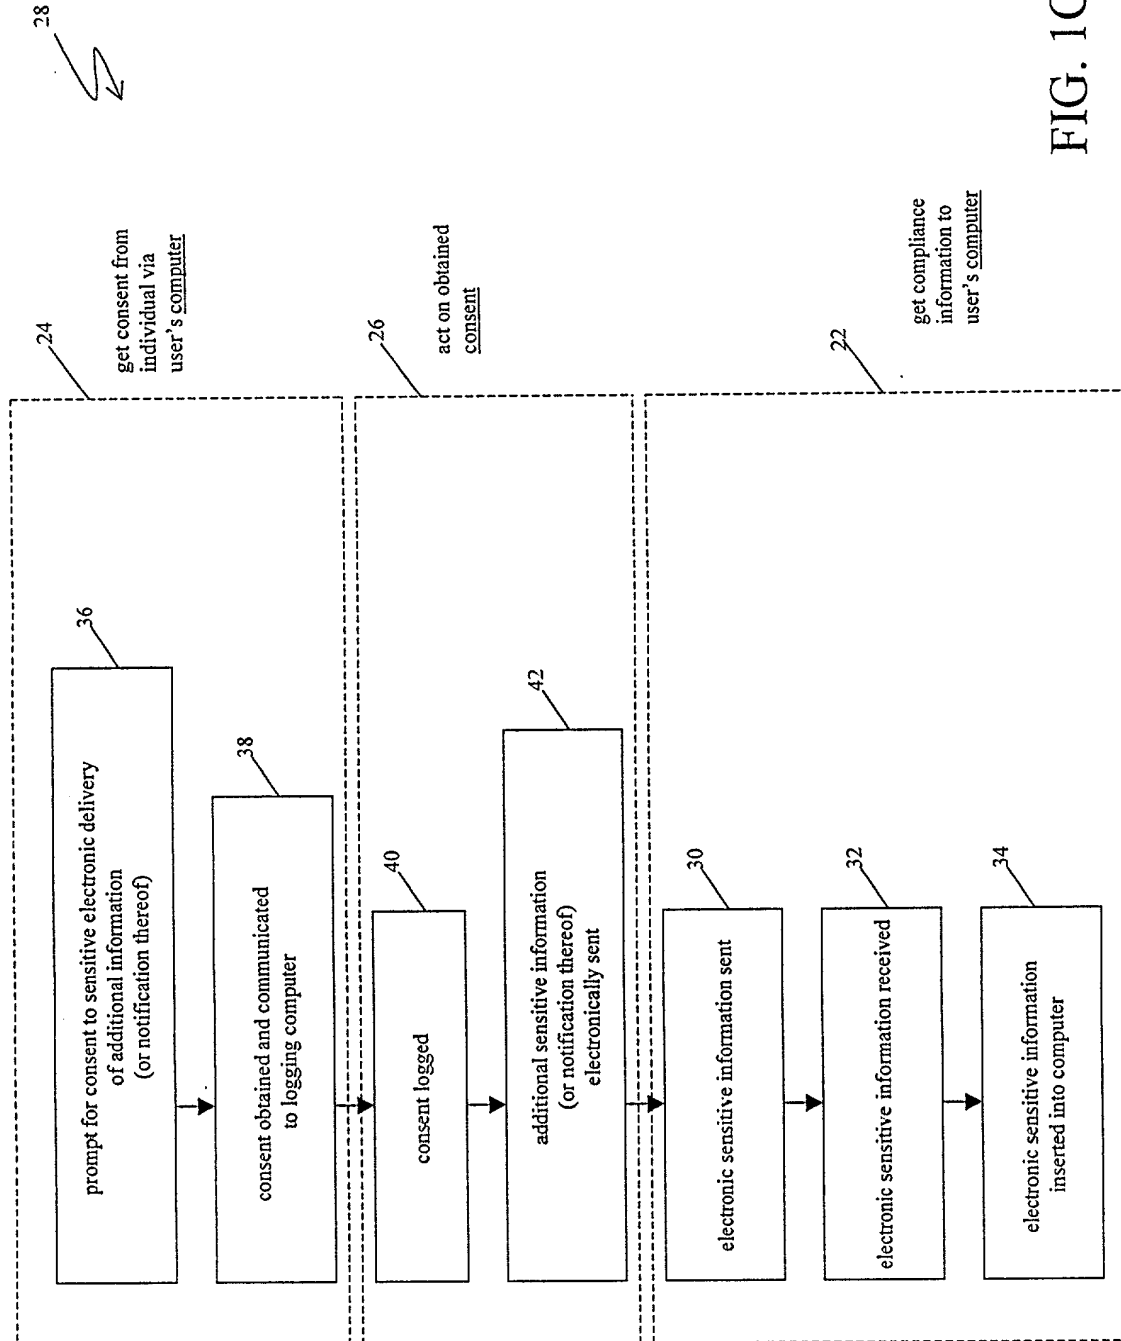 28
24
get consent from
individual via
user's computer
36
prompt for consent to sensitive electronic delivery
of additional information
(or notification thereof)
38
consent obtained and communicated
to logging computer
26
act on obtained
consent
40
consent logged
42
additional sensitive information
(or notification thereof)
electronically sent
22
get compliance
information to
user's computer
30
electronic sensitive information sent
32
electronic sensitive information received
34
electronic sensitive information
inserted into computer
FIG. 1C